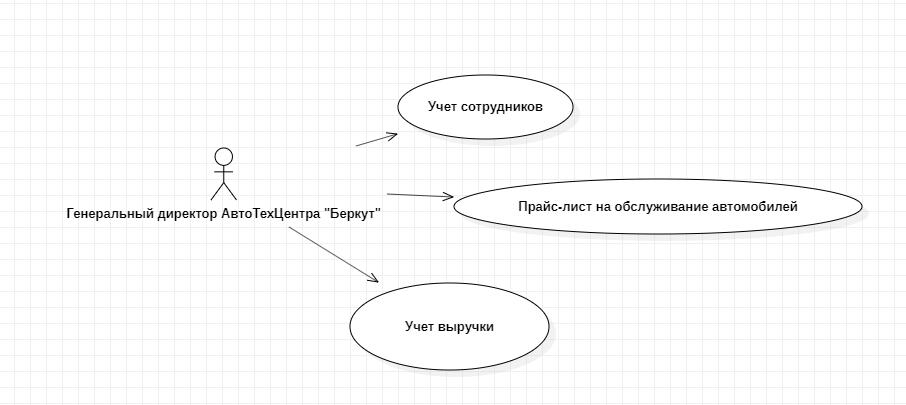 Учет сотрудников
Прайс-лист на обслуживание автомобилей
Генеральный директор АвтоТехЦентра "Беркут"
Учет выручки